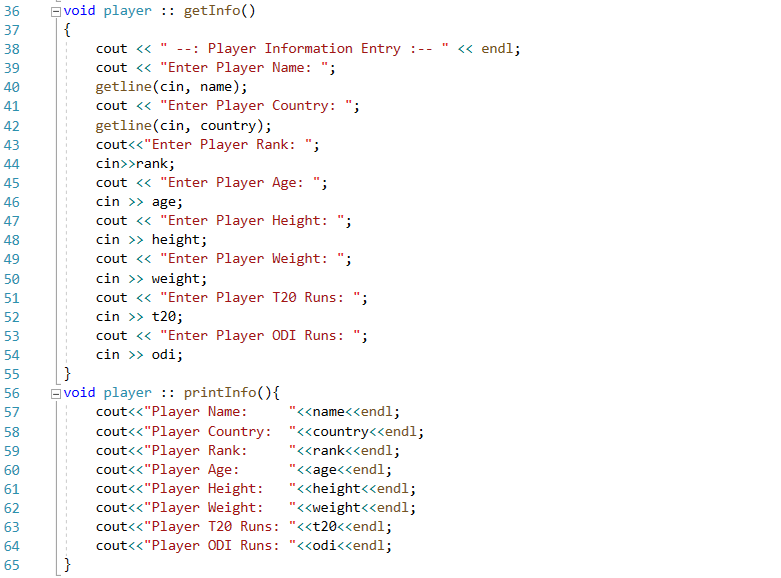 36 void player :: getInfo()
37 {
38     cout << " --: Player Information Entry :-- " << endl;
39     cout << "Enter Player Name: ";
40     getline(cin, name);
41     cout << "Enter Player Country: ";
42     getline(cin, country);
43     cout<<"Enter Player Rank: ";
44     cin>>rank;
45     cout << "Enter Player Age: ";
46     cin >> age;
47     cout << "Enter Player Height: ";
48     cin >> height;
49     cout << "Enter Player Weight: ";
50     cin >> weight;
51     cout << "Enter Player T20 Runs: ";
52     cin >> t20;
53     cout << "Enter Player ODI Runs: ";
54     cin >> odi;
55 }
56 void player :: printInfo(){
57     cout<<"Player Name:     "<<name<<endl;
58     cout<<"Player Country:  "<<country<<endl;
59     cout<<"Player Rank:     "<<rank<<endl;
60     cout<<"Player Age:      "<<age<<endl;
61     cout<<"Player Height:   "<<height<<endl;
62     cout<<"Player Weight:   "<<weight<<endl;
63     cout<<"Player T20 Runs: "<<t20<<endl;
64     cout<<"Player ODI Runs: "<<odi<<endl;
65 }